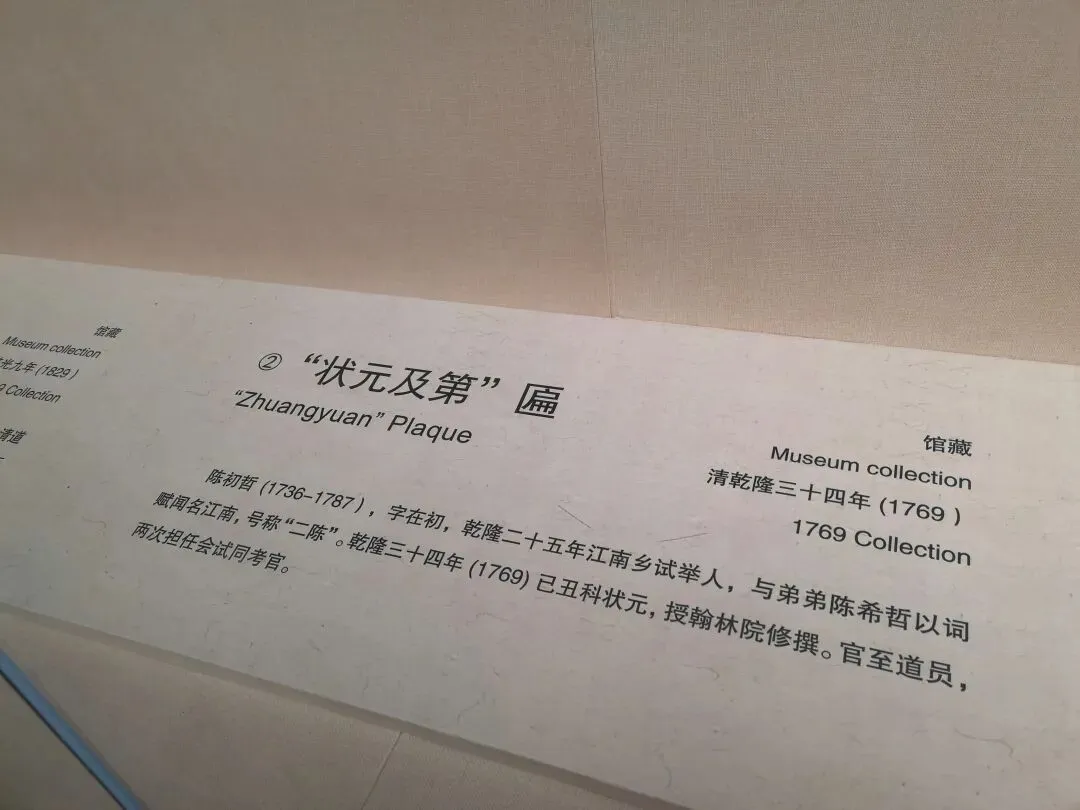 馆藏
Museum collection
光九年 (1829)
Collection
请道
② “状元及第” 匾
“Zhuangyuan” Plaque
馆藏
Museum collection
清乾隆三十四年 (1769)
1769 Collection
陈初哲 (1736-1787)，字在初，乾隆二十五年江南乡试举人，与弟弟陈希哲以词
赋闻名江南，号称“二陈”。乾隆三十四年 (1769) 已丑科状元，授翰林院修撰。官至道员，
两次担任会试同考官。